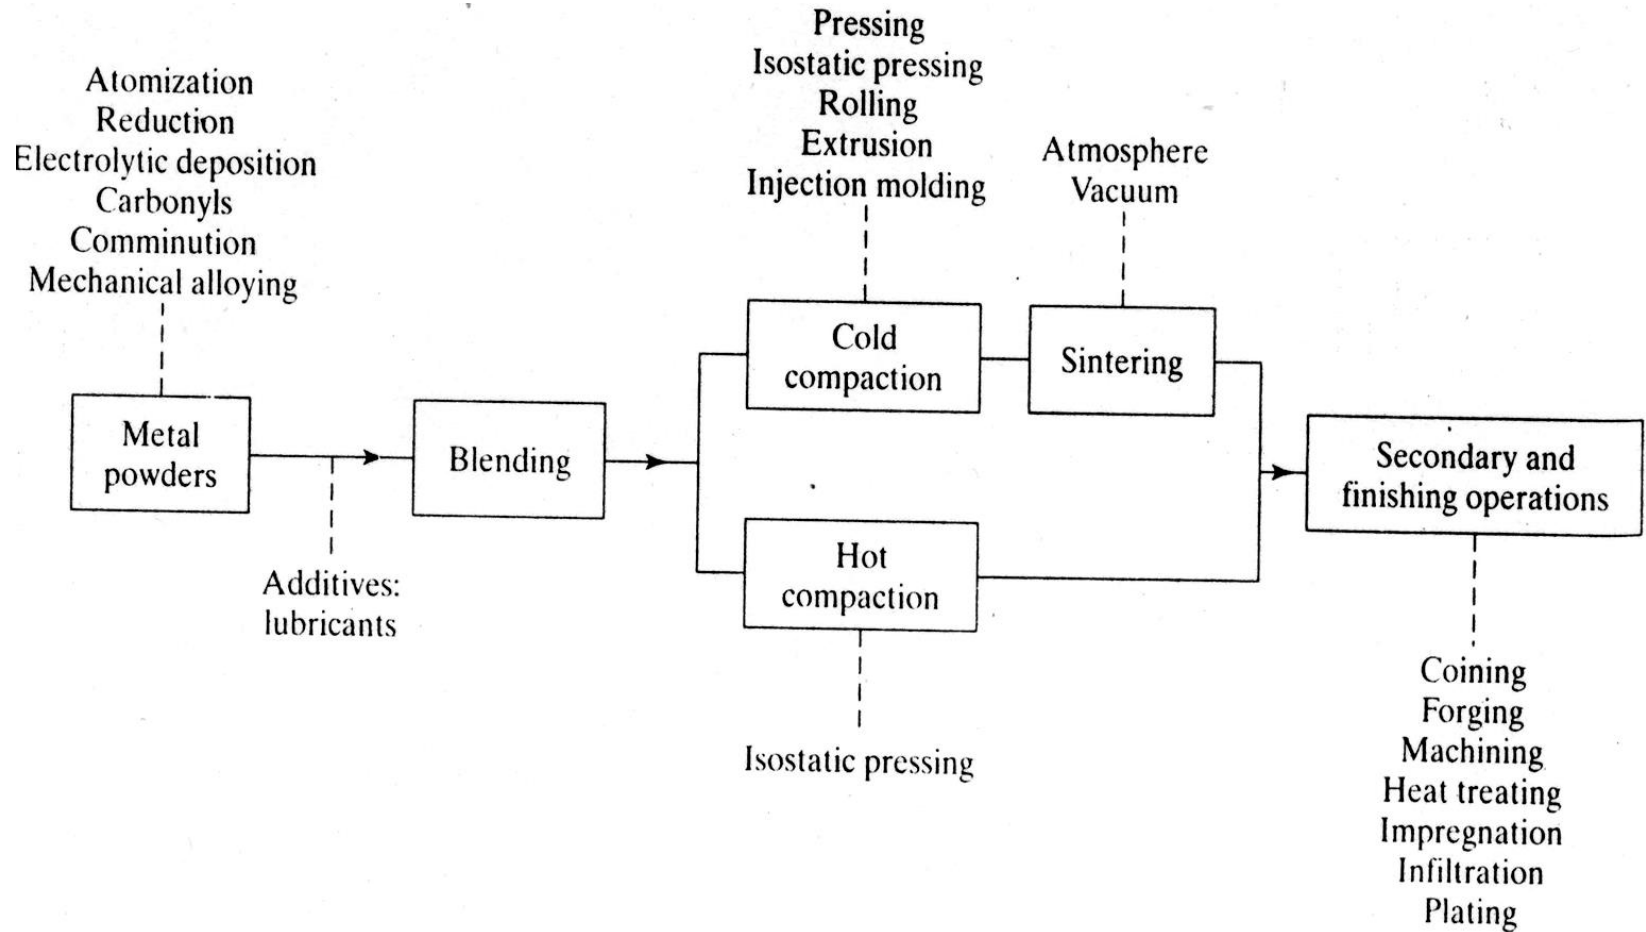 Atomization
Reduction
Electrolytic deposition
Carbonyls
Comminution
Mechanical alloying
Metal
powders
Additives:
lubricants
Blending
Pressing
Isostatic pressing
Rolling
Extrusion
Injection molding
Cold
compaction
Atmosphere
Vacuum
Sintering
Hot
compaction
Isostatic pressing
Secondary and
finishing operations
Coining
Forging
Machining
Heat treating
Impregnation
Infiltration
Plating